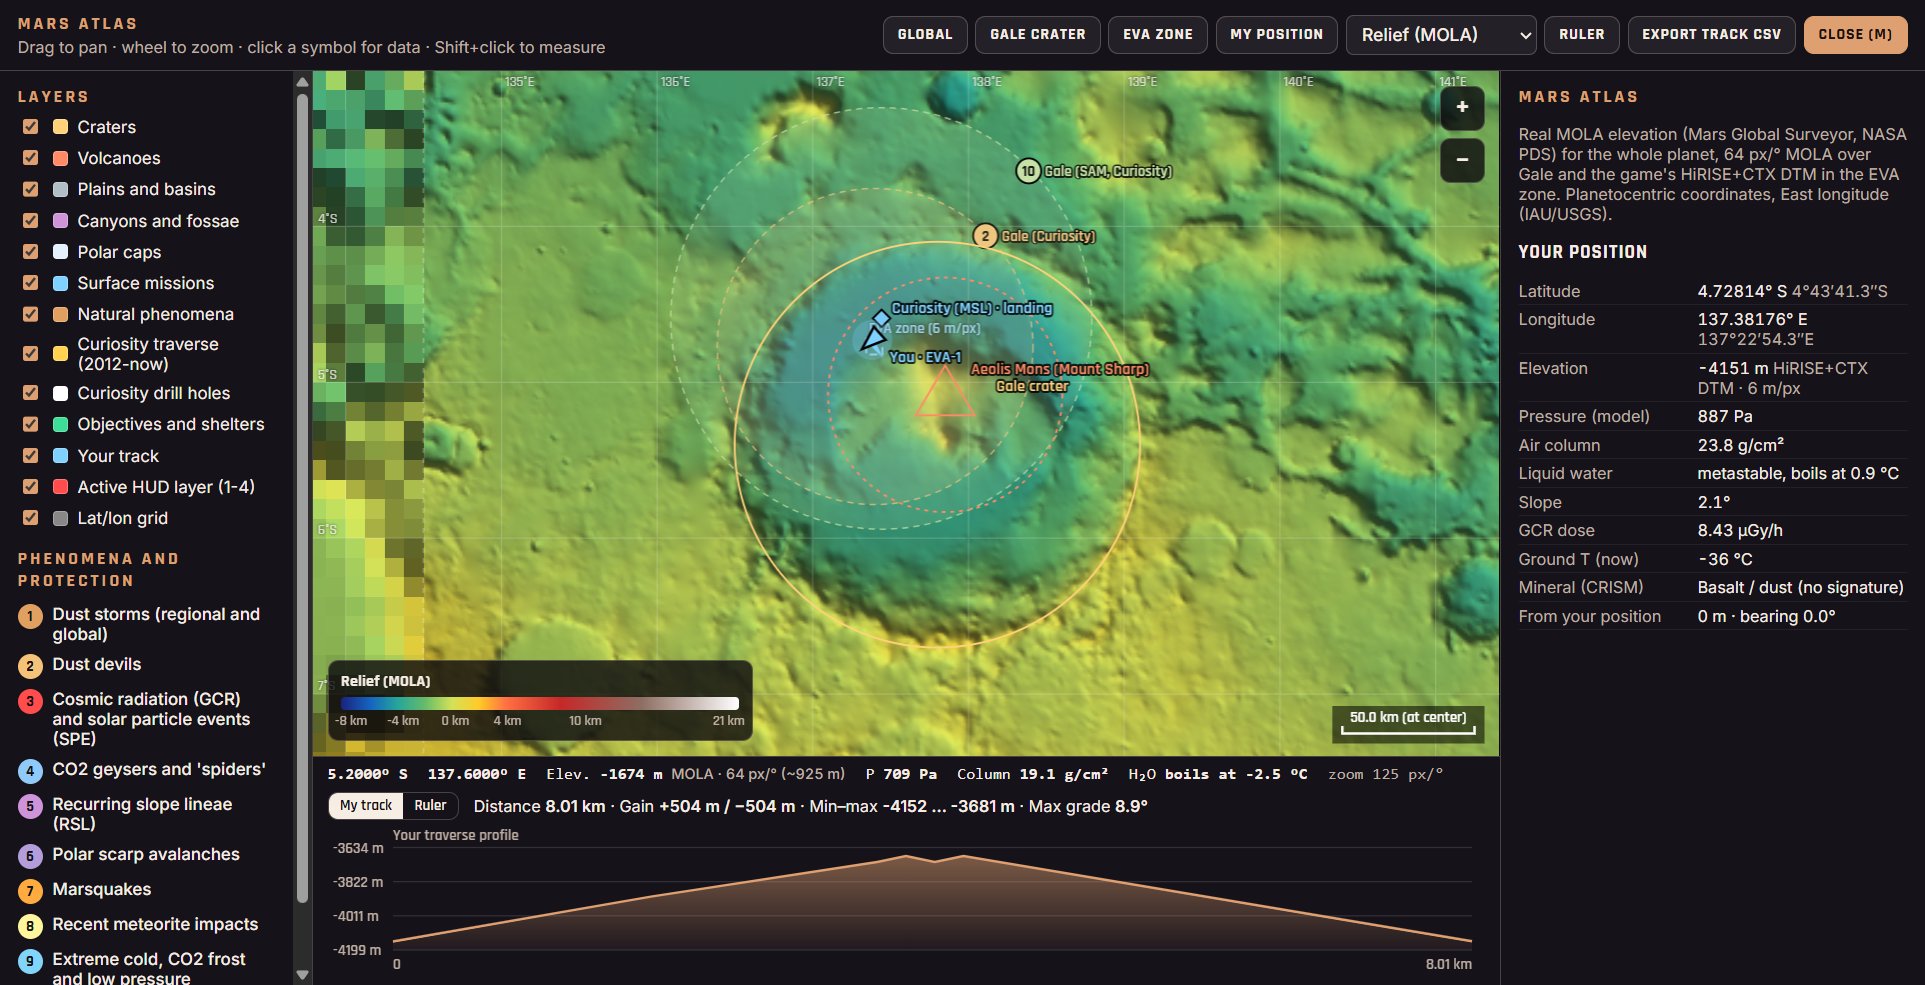 MARS ATLAS
Drag to pan · wheel to zoom · click a symbol for data · Shift+click to measure
GLOBAL
GALE CRATER
EVA ZONE
MY POSITION
Relief (MOLA)
RULER
EXPORT TRACK CSV
CLOSE (M)
LAYERS
Craters
Volcanoes
Plains and basins
Canyons and fossae
Polar caps
Surface missions
Natural phenomena
Curiosity traverse
(2012-now)
Curiosity drill holes
Objectives and shelters
Your track
Active HUD layer (1-4)
Lat/lon grid
PHENOMENA AND
PROTECTION
1 Dust storms (regional and
global)
2 Dust devils
3 Cosmic radiation (GCR)
and solar particle events
(SPE)
4 CO2 geysers and 'spiders'
5 Recurring slope lineae
(RSL)
6 Polar scarp avalanches
7 Marsquakes
8 Recent meteorite impacts
9 Extreme cold, CO2 frost
and low pressure
135°E
136°E
137°E
138°E
139°E
140°E
141°E
+
−
4°S
5°S
6°S
7°S
10 Gale (SAM, Curiosity)
2 Gale (Curiosity)
Curiosity (MSL) · landing
A zone (6 m/px)
You · EVA-1
Aeolis Mons (Mount Sharp)
Gale crater
Relief (MOLA)
-8 km
-4 km
0 km
4 km
10 km
21 km
50.0 km (at center)
5.2000° S 137.6000° E Elev. -1674 m MOLA · 64 px/° (~925 m) P 709 Pa Column 19.1 g/cm² H₂O boils at -2.5 °C zoom 125 px/°
My track
Ruler
Distance 8.01 km · Gain +504 m / −504 m · Min–max -4152 … -3681 m · Max grade 8.9°
Your traverse profile
-3634 m
-3822 m
-4011 m
-4199 m
0
8.01 km
MARS ATLAS
Real MOLA elevation (Mars Global Surveyor, NASA
PDS) for the whole planet, 64 px/° MOLA over
Gale and the game's HiRISE+CTX DTM in the EVA
zone. Planetocentric coordinates, East longitude
(IAU/USGS).
YOUR POSITION
Latitude 4.72814° S 4°43′41.3″S
Longitude 137.38176° E
137°22′54.3″E
Elevation -4151 m HiRISE+CTX
DTM · 6 m/px
Pressure (model) 887 Pa
Air column 23.8 g/cm²
Liquid water metastable, boils at 0.9 °C
Slope 2.1°
GCR dose 8.43 µGy/h
Ground T (now) -36 °C
Mineral (CRISM) Basalt / dust (no signature)
From your position 0 m · bearing 0.0°